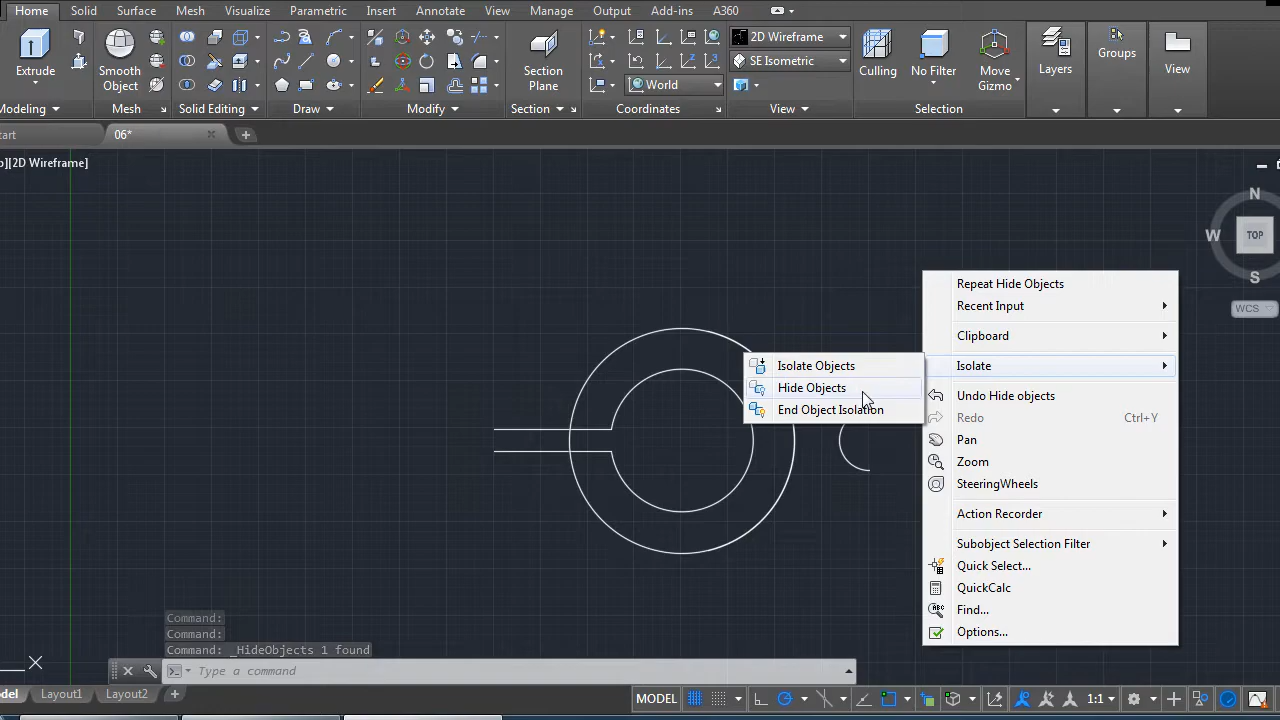 Home Solid Surface Mesh Visualize Parametric Insert Annotate View Manage Output Add-ins A360
2D Wireframe
SE Isometric
World
Extrude
Smooth Object
Section Plane
Culling
No Filter
Move Gizmo
Layers
Groups
View
Modeling Mesh Solid Editing Draw Modify Section Coordinates View Selection
tart 06*
o][2D Wireframe]
N
W TOP
S
WCS
Repeat Hide Objects
Recent Input
Clipboard
Isolate
Isolate Objects
Hide Objects
End Object Isolation
Undo Hide objects
Redo Ctrl+Y
Pan
Zoom
SteeringWheels
Action Recorder
Subobject Selection Filter
Quick Select...
QuickCalc
Find...
Options...
Command:
Command:
Command: _HideObjects 1 found
Type a command
odel Layout1 Layout2 +
MODEL 1:1